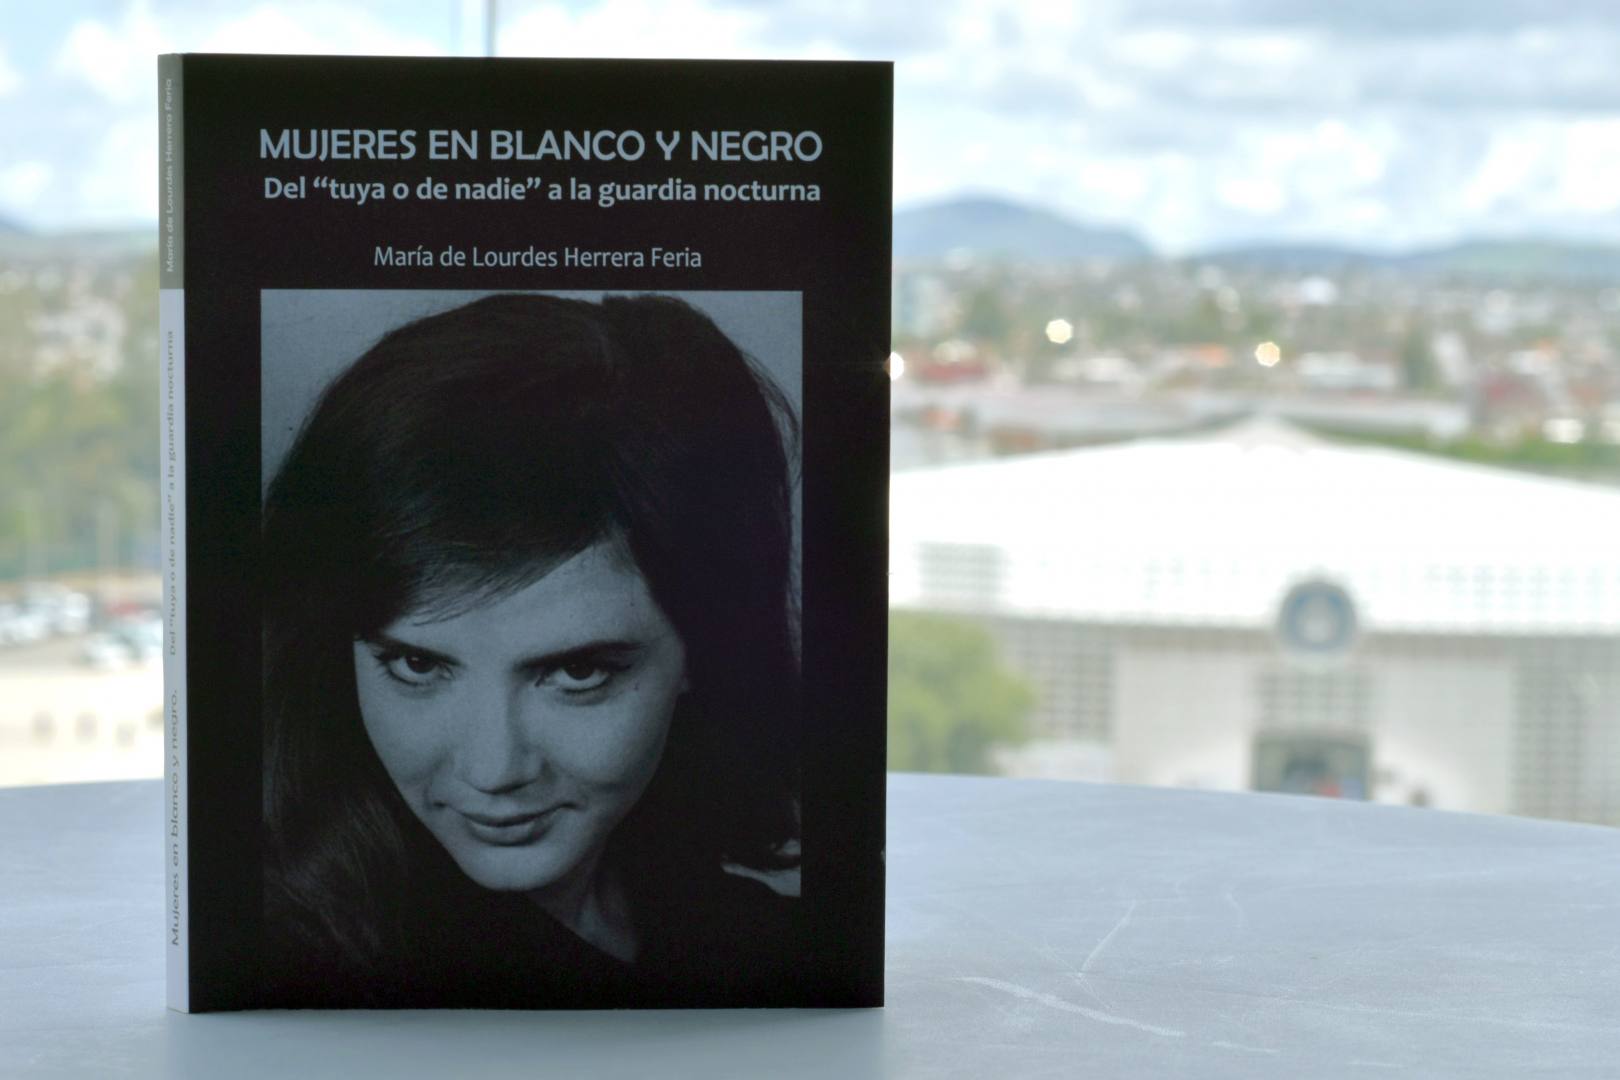 MUJERES EN BLANCO Y NEGRO
Del “tuya o de nadie” a la guardia nocturna
María de Lourdes Herrera Feria
María de Lourdes Herrera Feria
Mujeres en blanco y negro. Del “tuya o de nadie” a la guardia nocturna